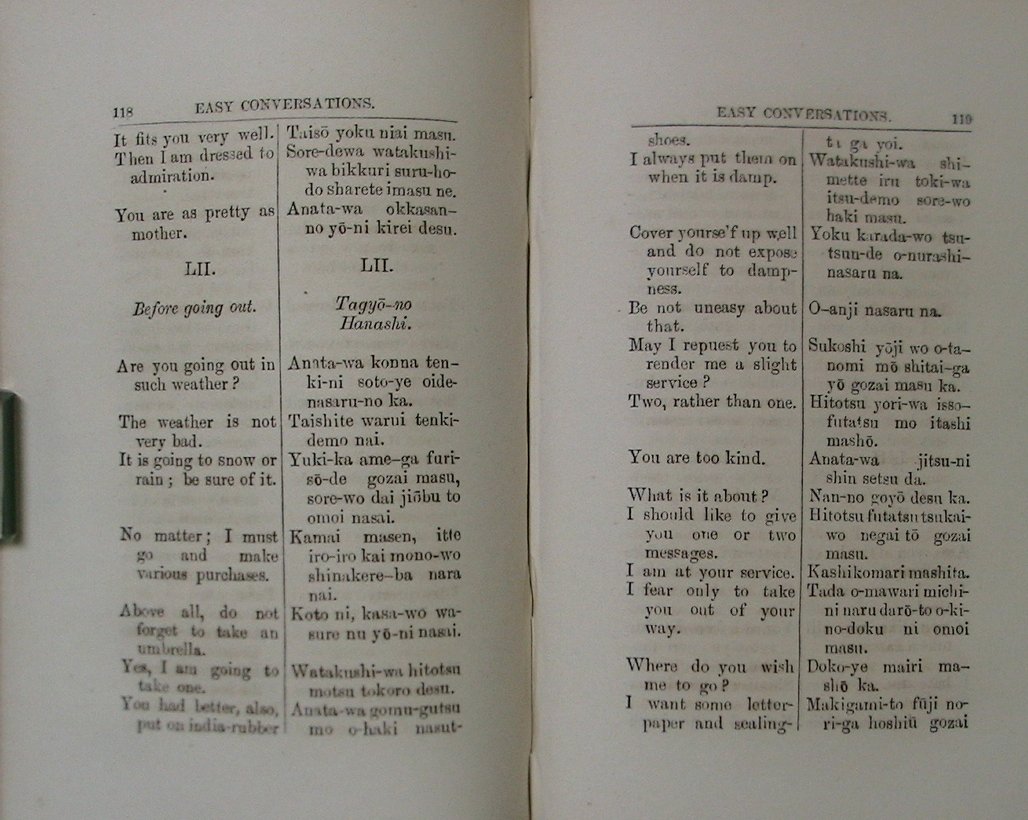 118 EASY CONVERSATIONS.
It fits you very well.
Then I am dressed to
admiration.
You are as pretty as
mother.
LII.
Before going out.
Are you going out in
such weather ?
The weather is not
very bad.
It is going to snow or
rain ; be sure of it.
No matter ; I must
go and make
various purchases.
Above all, do not
forget to take an
umbrella.
Yes, I am going to
take one.
You had better, also,
put on india-rubber
Taisō yoku niai masu.
Sore-dewa watakushi-
wa bikkuri suru-ho-
do sharete imasu ne.
Anata-wa okkasan-
no yō-ni kirei desu.
LII.
Tagyō-no
Hanashi.
Anata-wa konna ten-
ki-ni soto-ye oide-
nasaru-no ka.
Taishite warui tenki-
demo nai.
Yuki-ka ame-ga furi-
sō-de gozai masu,
sore-wo dai jiōbu to
omoi nasai.
Kamai masen, itte
iro-iro kai mono-wo
shinakere-ba nara
nai.
Koto ni, kasa-wo wa-
sure nu yō-ni nasai.
Watakushi-wa hitotsu
motsu tokoro desu.
Anata-wa gomu-gutsu
mo o-haki nasut-
EASY CONVERSATIONS. 119
shoes.
I always put them on
when it is damp.
Cover yourse'f up well
and do not expose
yourself to damp-
ness.
Be not uneasy about
that.
May I repuest you to
render me a slight
service ?
Two, rather than one.
You are too kind.
What is it about ?
I should like to give
you one or two
messages.
I am at your service.
I fear only to take
you out of your
way.
Where do you wish
me to go ?
I want some letter-
paper and sealing-
ta ga yoi.
Watakushi-wa shi-
mette iru toki-wa
itsu-demo sore-wo
haki masu.
Yoku karada-wo tsu-
tsun-de o-nurashi-
nasaru na.
O-anji nasaru na.
Sukoshi yōji wo o-ta-
nomi mō shitai-ga
yō gozai masu ka.
Hitotsu yori-wa isso-
futatsu mo itashi
mashō.
Anata-wa jitsu-ni
shin setsu da.
Nan-no goyō desu ka.
Hitotsu futatsu tsukai-
wo negai tō gozai
masu.
Kashikomari mashita.
Tada o-mawari michi-
ni naru darō-to o-ki-
no-doku ni omoi
masu.
Doko-ye mairi ma-
shō ka.
Makigami-to fūji no-
ri-ga hoshiū gozai